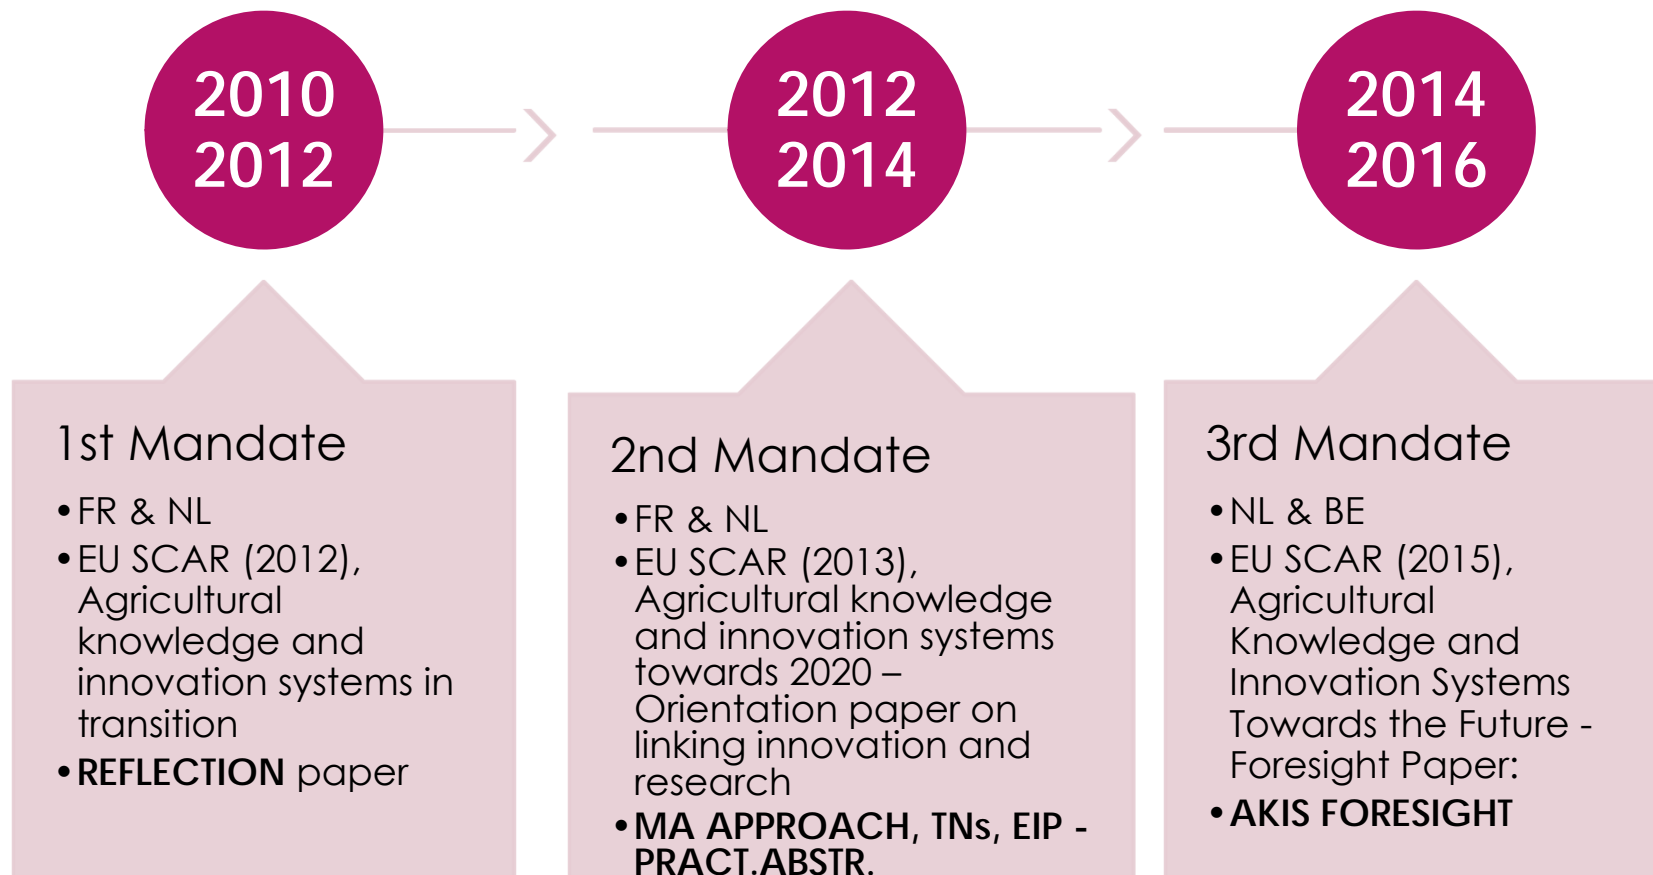 2010
2012
2012
2014
2014
2016
1st Mandate
•FR & NL
•EU SCAR (2012),
Agricultural
knowledge and
innovation systems in
transition
•REFLECTION paper
2nd Mandate
•FR & NL
•EU SCAR (2013),
Agricultural knowledge
and innovation systems
towards 2020 –
Orientation paper on
linking innovation and
research
•MA APPROACH, TNs, EIP -
PRACT.ABSTR.
3rd Mandate
•NL & BE
•EU SCAR (2015),
Agricultural
Knowledge and
Innovation Systems
Towards the Future -
Foresight Paper:
•AKIS FORESIGHT